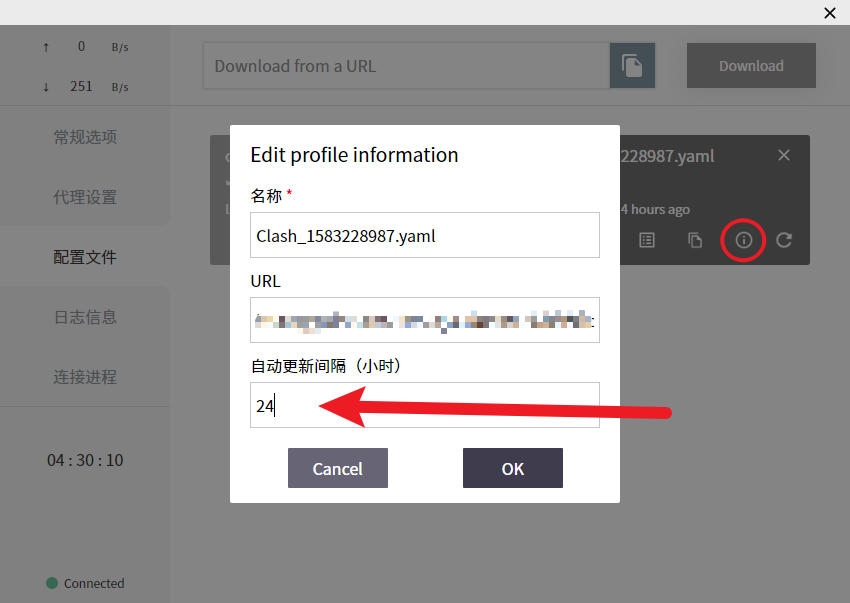 ↑ 0 B/s
↓ 251 B/s
Download from a URL
Download
常规选项
代理设置
配置文件
日志信息
连接进程
04 : 30 : 10
Connected
228987.yaml
4 hours ago
Edit profile information
名称 *
Clash_1583228987.yaml
URL
自动更新间隔（小时）
24
Cancel
OK